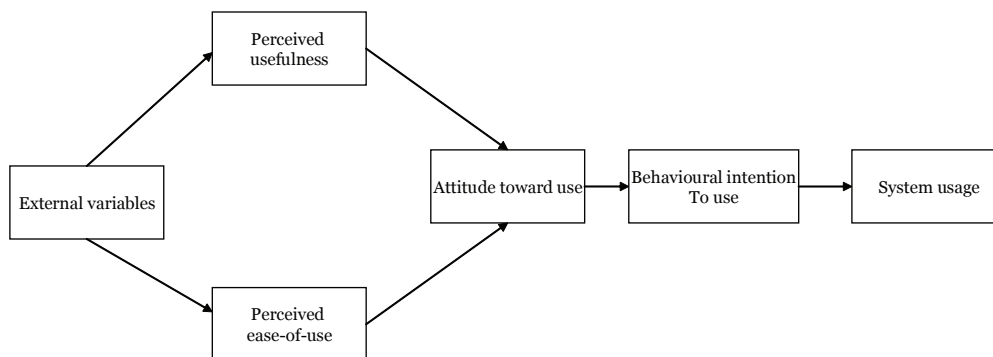 Perceived
usefulness
External variables
Attitude toward use
Behavioural intention
To use
System usage
Perceived
ease-of-use